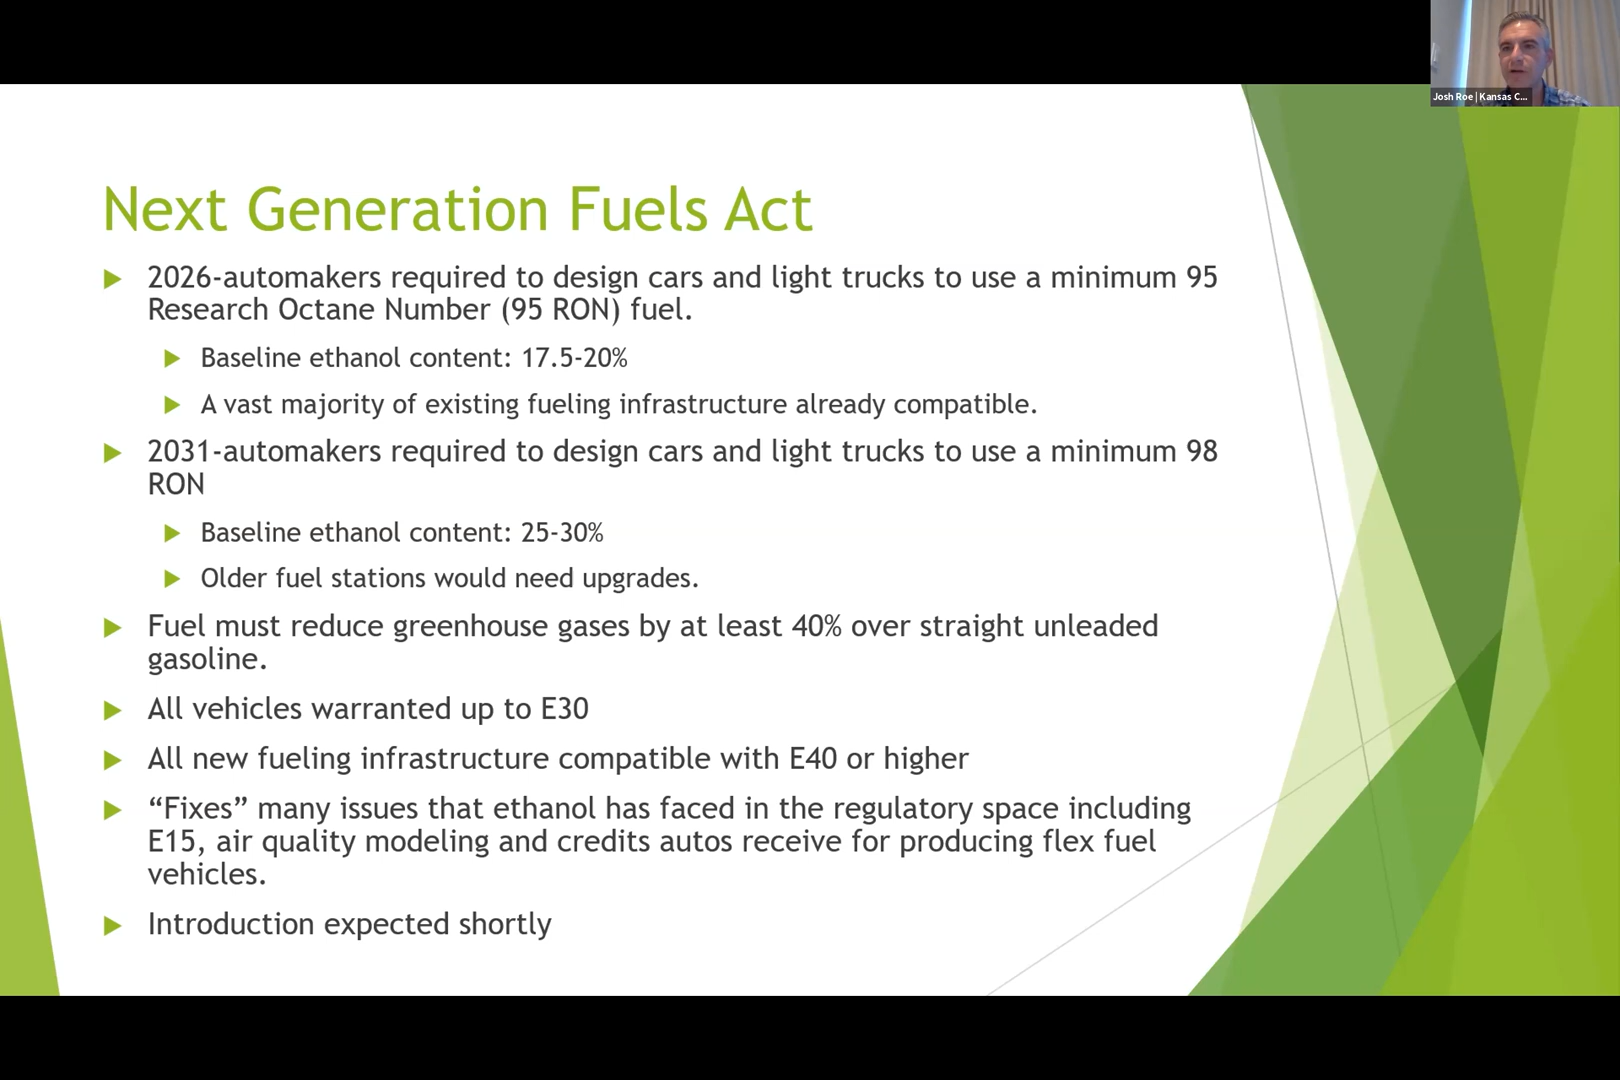 Josh Roe | Kansas C...
Next Generation Fuels Act
2026-automakers required to design cars and light trucks to use a minimum 95
Research Octane Number (95 RON) fuel.
Baseline ethanol content: 17.5-20%
A vast majority of existing fueling infrastructure already compatible.
2031-automakers required to design cars and light trucks to use a minimum 98
RON
Baseline ethanol content: 25-30%
Older fuel stations would need upgrades.
Fuel must reduce greenhouse gases by at least 40% over straight unleaded
gasoline.
All vehicles warranted up to E30
All new fueling infrastructure compatible with E40 or higher
“Fixes” many issues that ethanol has faced in the regulatory space including
E15, air quality modeling and credits autos receive for producing flex fuel
vehicles.
Introduction expected shortly